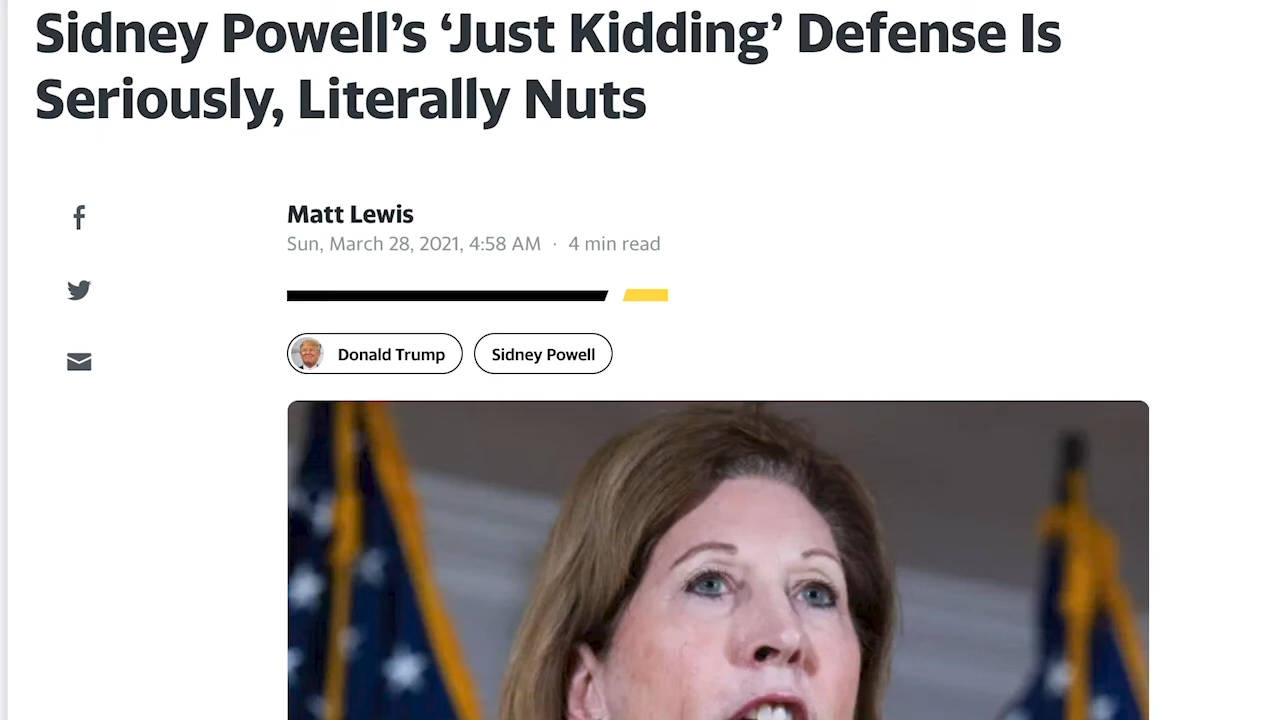 Sidney Powell’s ‘Just Kidding’ Defense Is
Seriously, Literally Nuts
Matt Lewis
Sun, March 28, 2021, 4:58 AM · 4 min read
Donald Trump
Sidney Powell